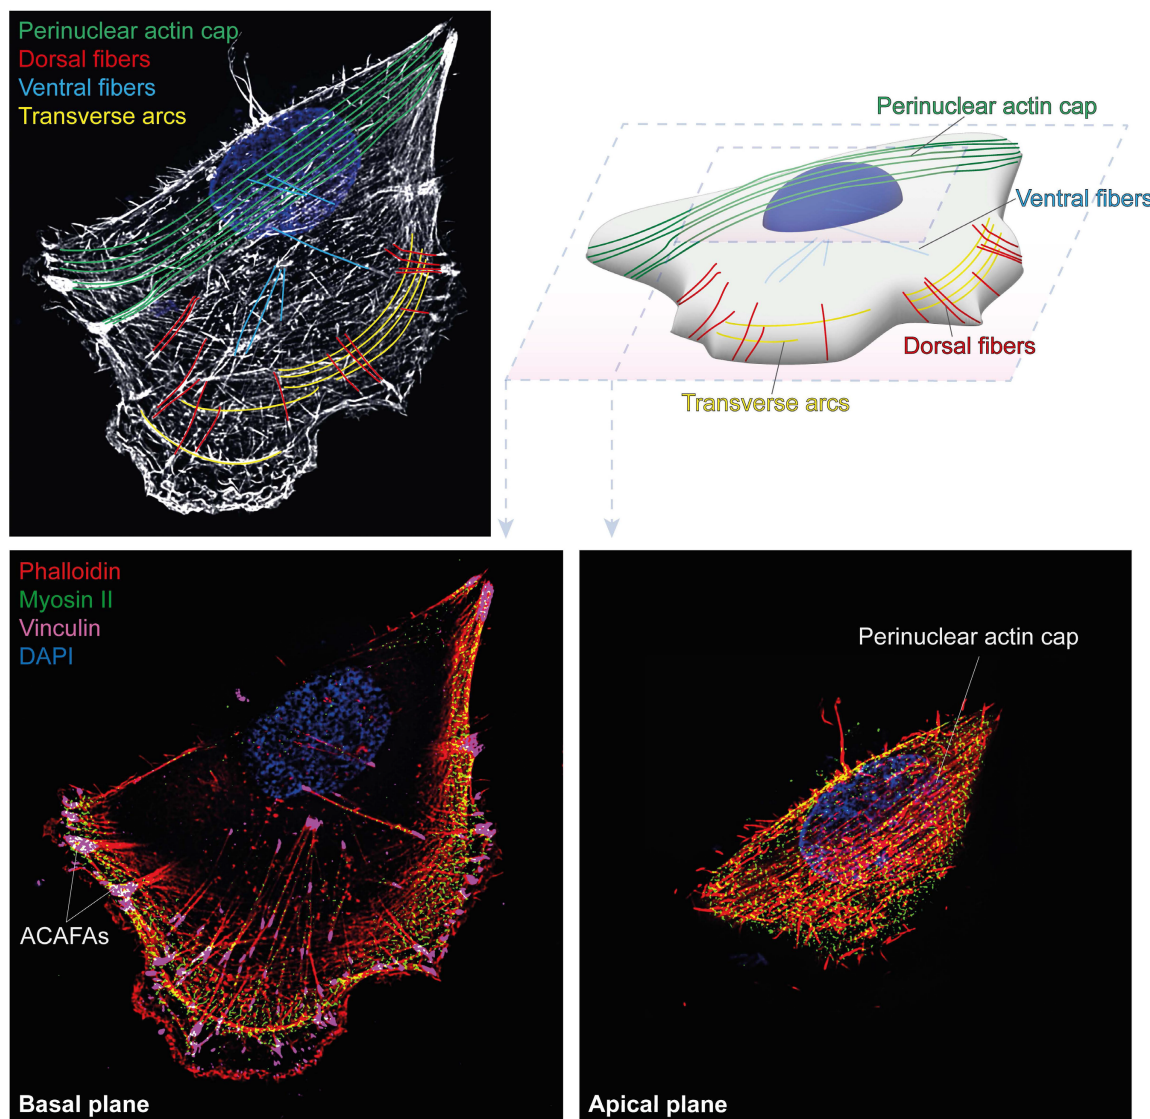 Perinuclear actin cap
Dorsal fibers
Ventral fibers
Transverse arcs
Perinuclear actin cap
Ventral fibers
Dorsal fibers
Transverse arcs
Phalloidin
Myosin II
Vinculin
DAPI
ACAFAs
Basal plane
Perinuclear actin cap
Apical plane